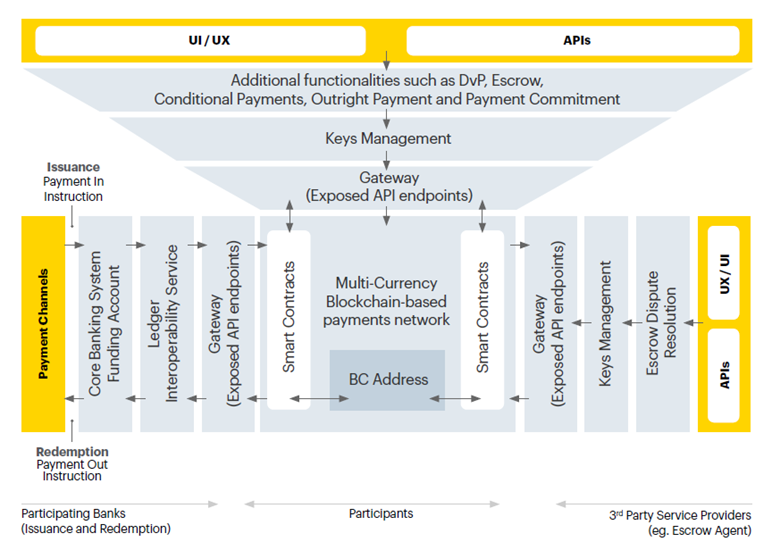 UI / UX
APIs
Additional functionalities such as DvP, Escrow,
Conditional Payments, Outright Payment and Payment Commitment
Keys Management
Gateway
(Exposed API endpoints)
Issuance
Payment In
Instruction
Payment Channels
Core Banking System
Funding Account
Ledger
Interoperability Service
Gateway
(Exposed API endpoints)
Smart Contracts
Multi-Currency
Blockchain-based
payments network
BC Address
Smart Contracts
Gateway
(Exposed API endpoints)
Keys Management
Escrow Dispute
Resolution
UX / UI
APIs
Redemption
Payment Out
Instruction
Participating Banks
(Issuance and Redemption)
Participants
3rd Party Service Providers
(eg. Escrow Agent)